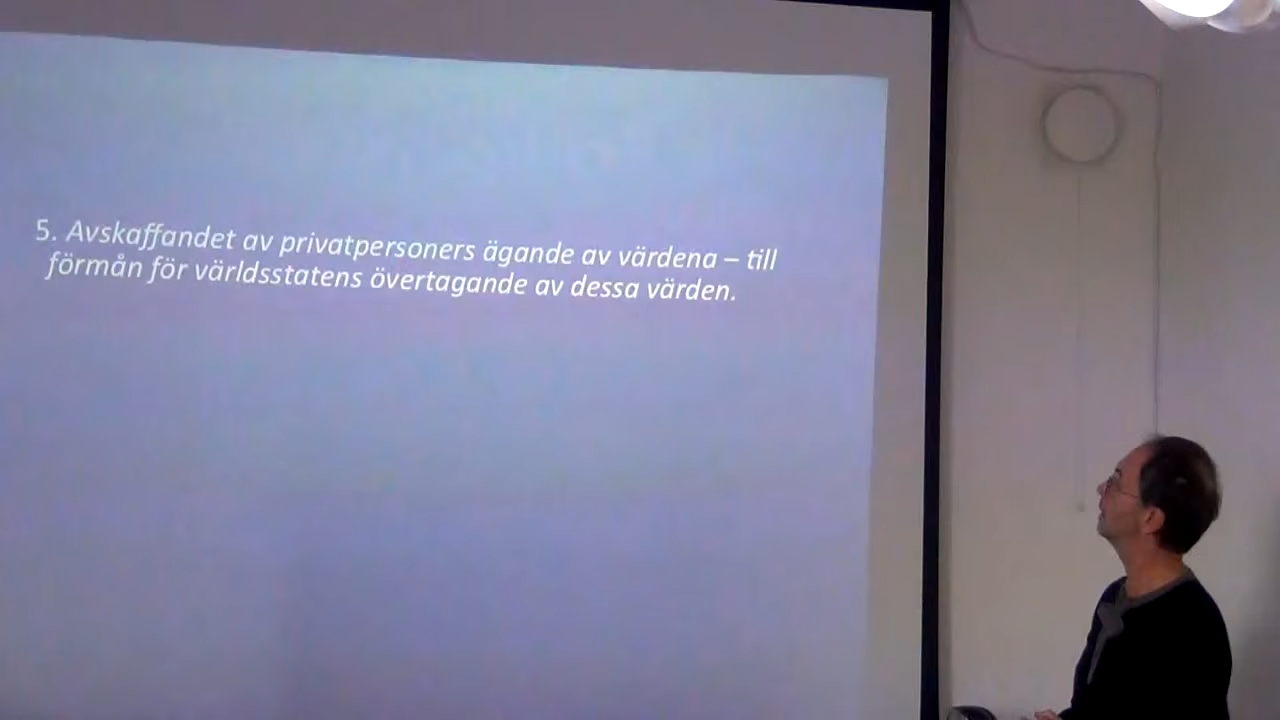 5. Avskaffandet av privatpersoners ägande av värdena – till
förmån för världsstatens övertagande av dessa värden.